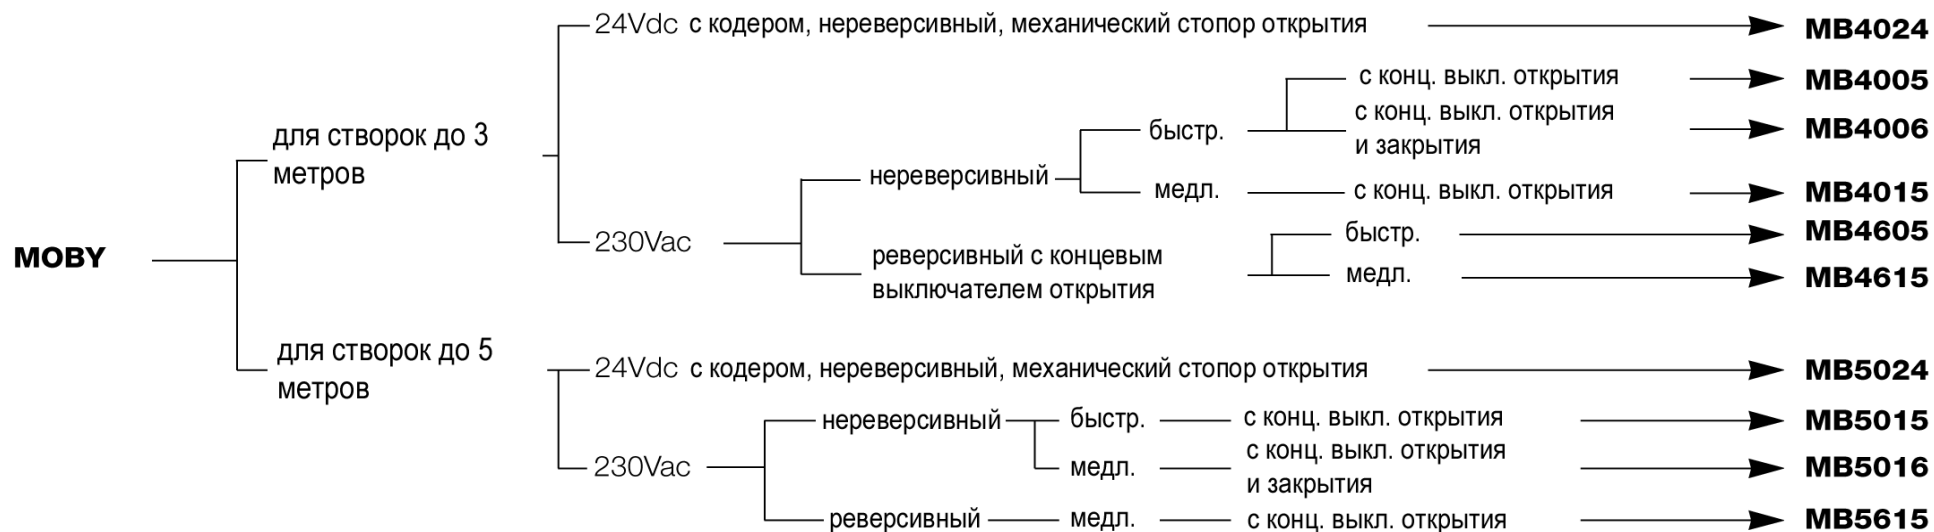 24Vdc с кодером, нереверсивный, механический стопор открытия MB4024
с конц. выкл. открытия MB4005
для створок до 3
метров
быстр.
с конц. выкл. открытия
и закрытия
MB4006
нереверсивный
медл.
с конц. выкл. открытия
MB4015
MOBY
230Vac
реверсивный с концевым
выключателем открытия
быстр.
MB4605
медл.
MB4615
для створок до 5
метров
24Vdc с кодером, нереверсивный, механический стопор открытия MB5024
нереверсивный
быстр.
с конц. выкл. открытия
MB5015
230Vac
медл.
с конц. выкл. открытия
и закрытия
MB5016
реверсивный
медл.
с конц. выкл. открытия
MB5615